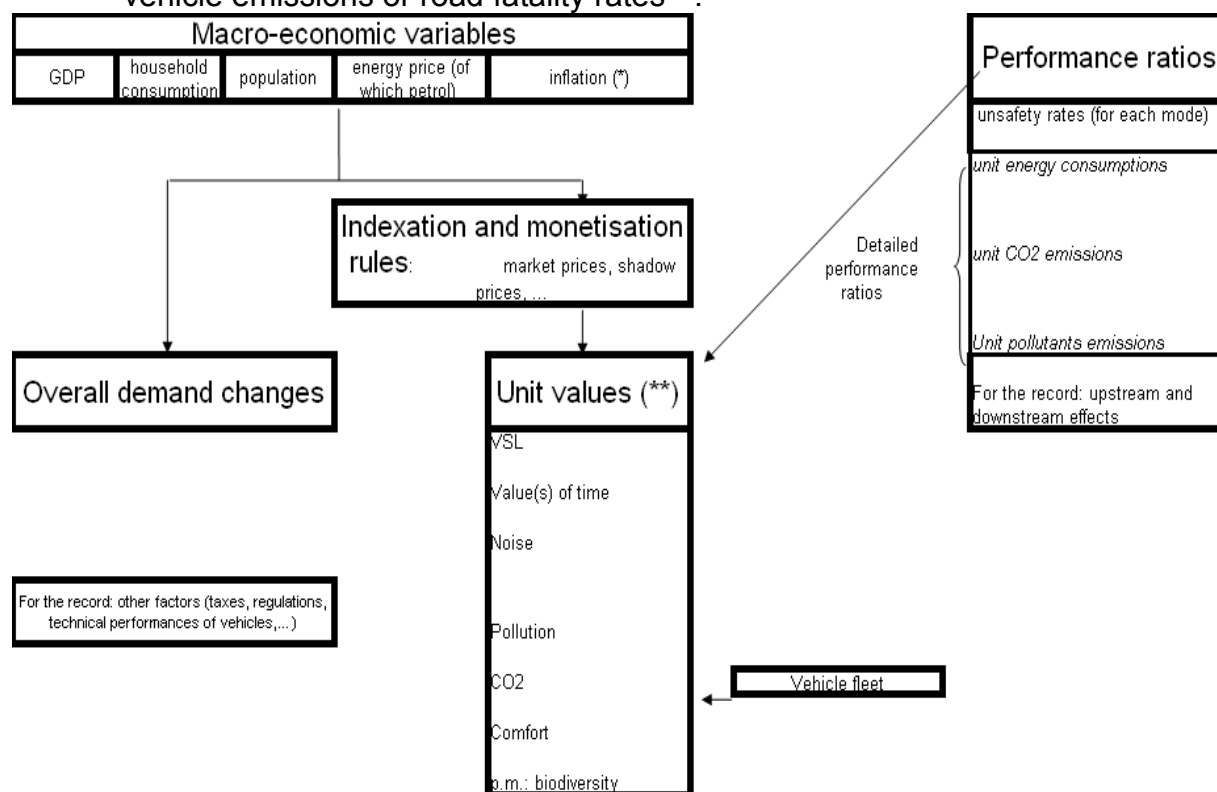 vehicle emissions or road fatality rates
Macro-economic variables
GDP
household
consumption
population
energy price (of
which petrol)
inflation (*)
Performance ratios
unsafety rates (for each mode)
unit energy consumptions
Detailed
performance
ratios
unit CO2 emissions
Unit pollutants emissions
For the record: upstream and
downstream effects
Indexation and monetisation
rules: market prices, shadow
prices, ...
Overall demand changes
Unit values (**)
VSL
Value(s) of time
Noise
Pollution
CO2
Comfort
p.m.: biodiversity
For the record: other factors (taxes, regulations,
technical performances of vehicles,...)
Vehicle fleet